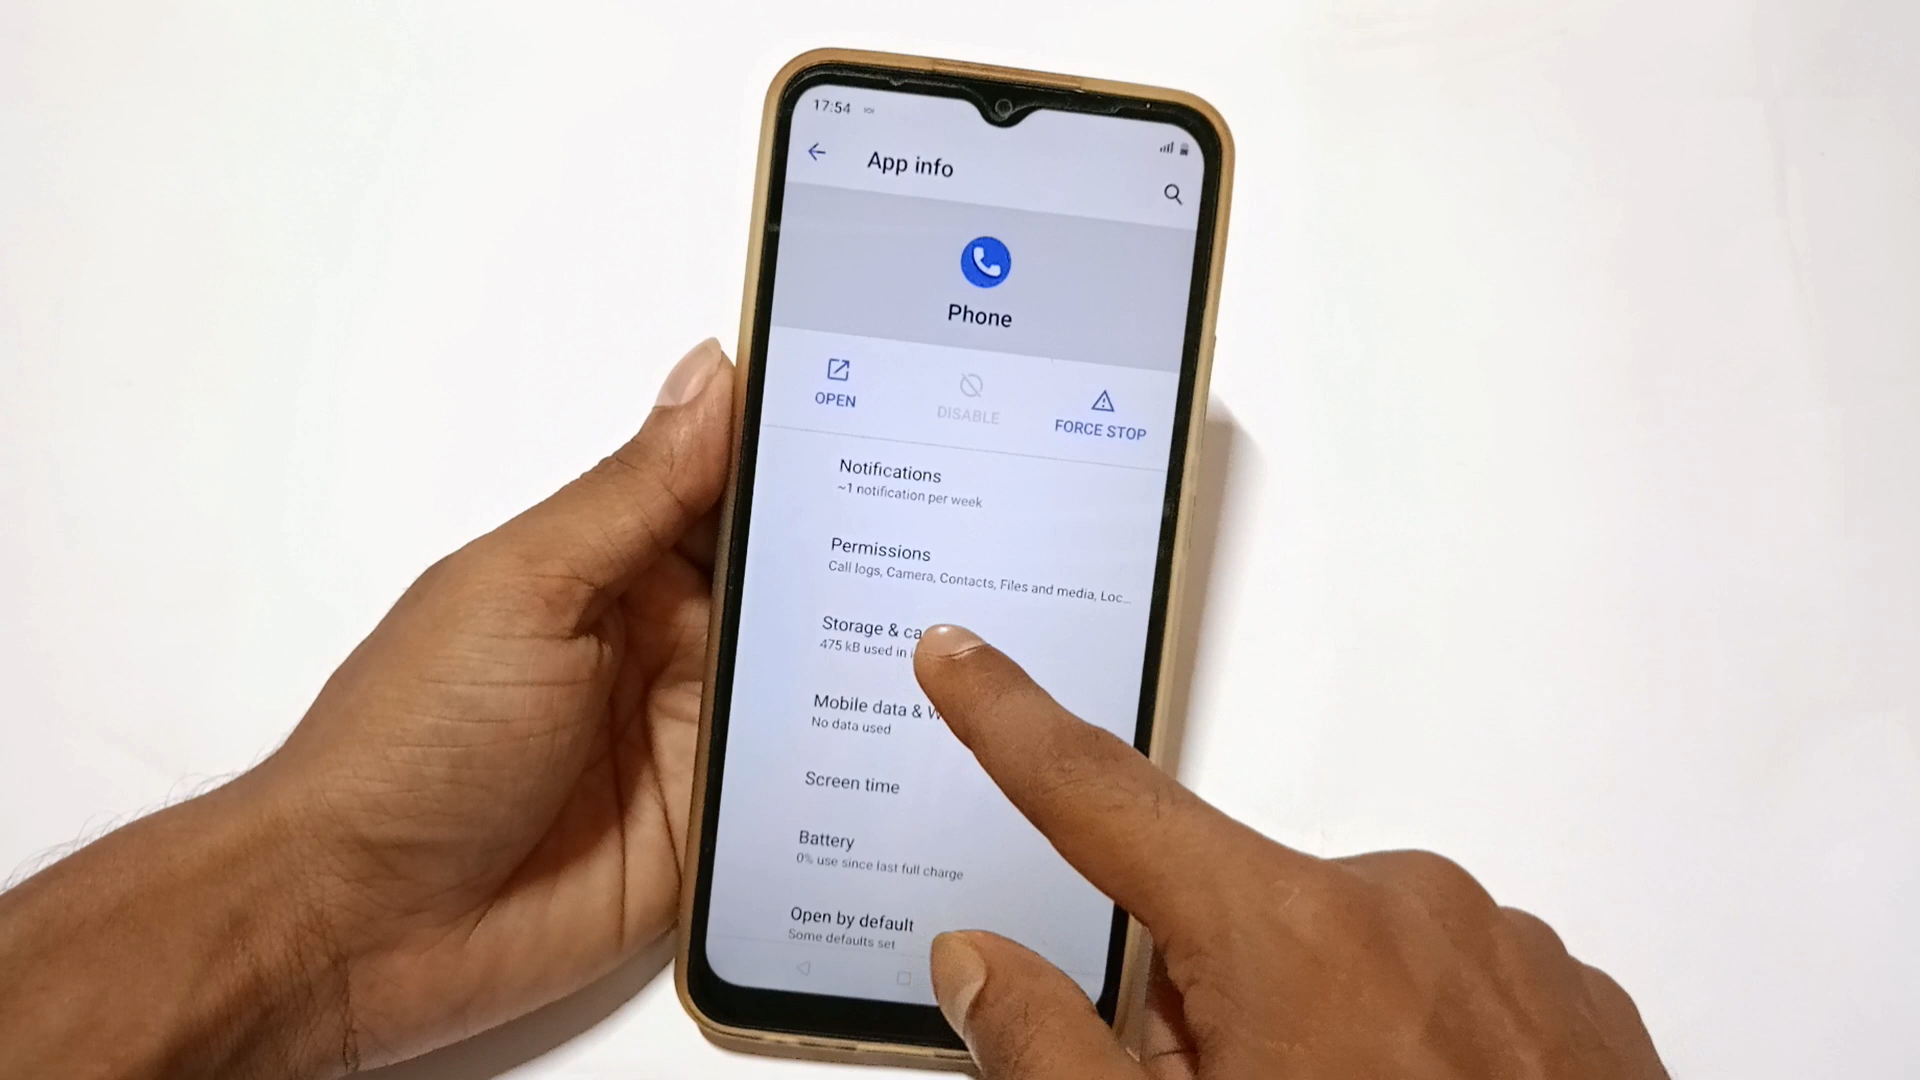 17:54
App info
Phone
OPEN
DISABLE
FORCE STOP
Notifications
~1 notification per week
Permissions
Call logs, Camera, Contacts, Files and media, Loc...
Storage & ca
475 kB used in
Mobile data & W
No data used
Screen time
Battery
0% use since last full charge
Open by default
Some defaults set